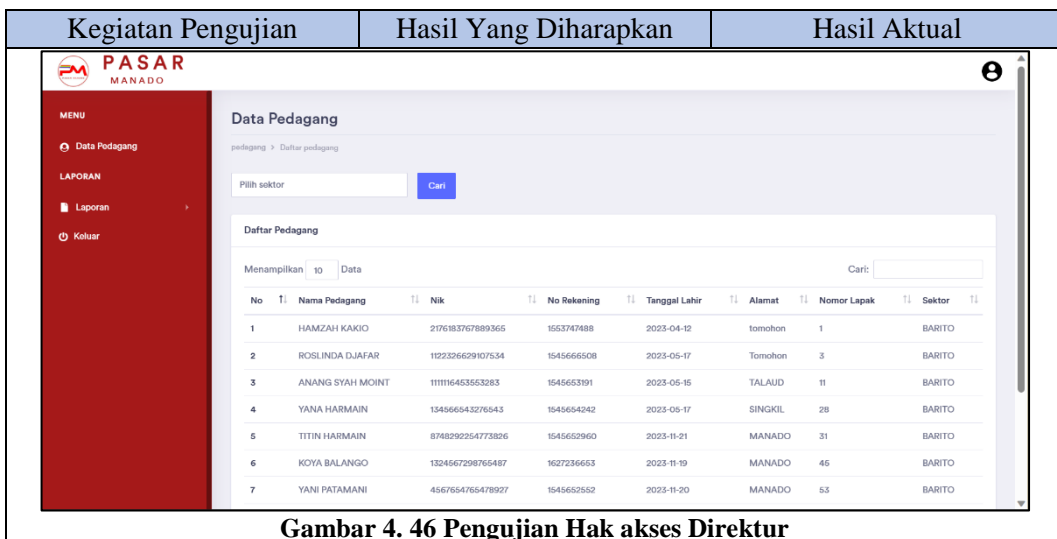 Kegiatan Pengujian Hasil Yang Diharapkan Hasil Aktual
PASAR
MANADO
MENU
Data Pedagang
LAPORAN
Laporan
Keluar
Data Pedagang
pedagang > Daftar pedagang
Pilih sektor Cari
Daftar Pedagang
Menampilkan 10 Data Cari:
No Nama Pedagang Nik No Rekening Tanggal Lahir Alamat Nomor Lapak Sektor
1 HAMZAH KAKIO 2176183767889365 1553747488 2023-04-12 tomohon 1 BARITO
2 ROSLINDA DJAFAR 1122326629107534 1545666508 2023-05-17 Tomohon 3 BARITO
3 ANANG SYAH MOINT 1111116453553283 1545653191 2023-05-15 TALAUD 11 BARITO
4 YANA HARMAIN 134566543276543 1545654242 2023-05-17 SINGKIL 28 BARITO
5 TITIN HARMAIN 8748292254773826 1545652960 2023-11-21 MANADO 31 BARITO
6 KOYA BALANGO 1324567298765487 1627236653 2023-11-19 MANADO 45 BARITO
7 YANI PATAMANI 4567654765478927 1545652552 2023-11-20 MANADO 53 BARITO
Gambar 4. 46 Pengujian Hak akses Direktur